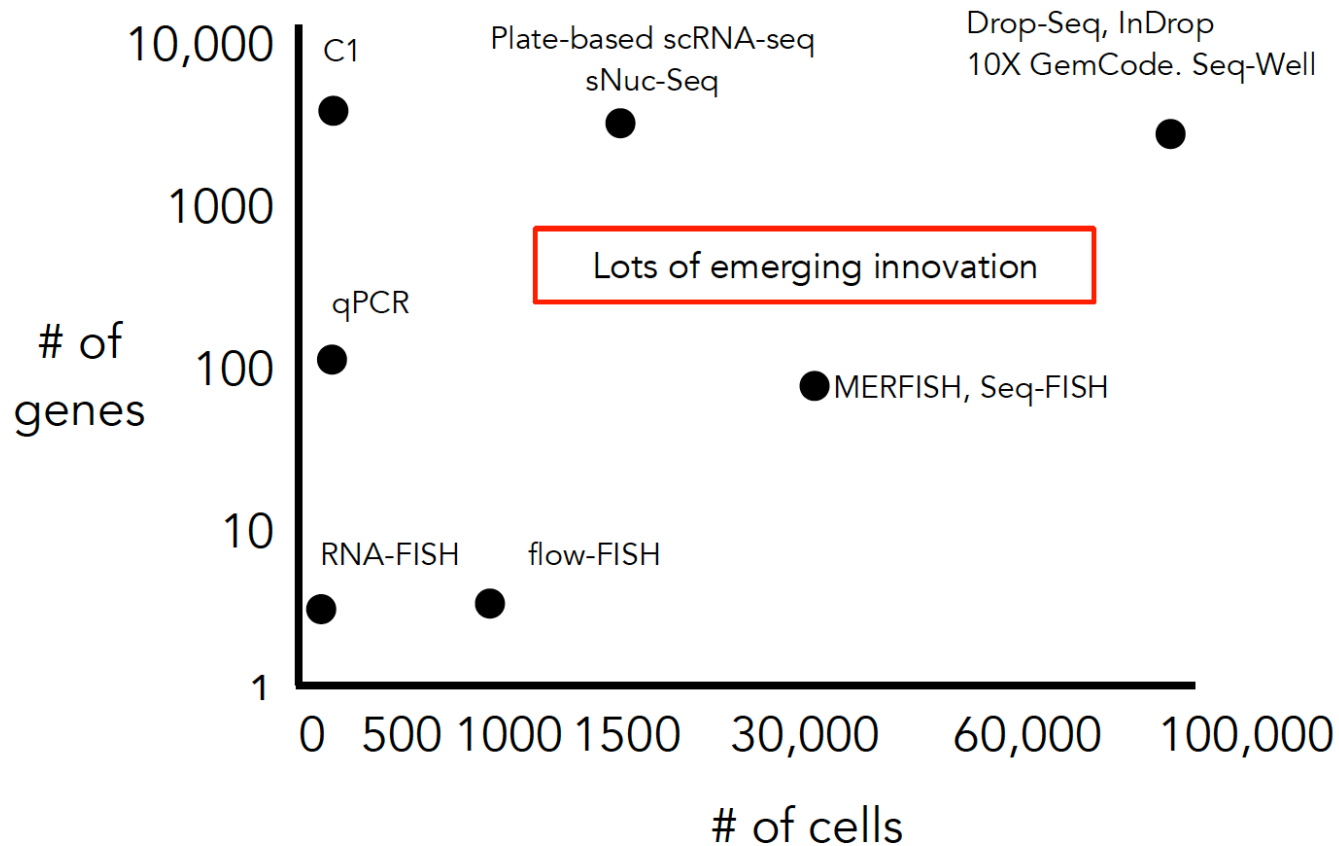 10,000
C1
Plate-based scRNA-seq
sNuc-Seq
Drop-Seq, InDrop
10X GemCode. Seq-Well
1000
Lots of emerging innovation
qPCR
# of
genes
100
MERFISH, Seq-FISH
10
RNA-FISH
flow-FISH
1
0 500 1000 1500 30,000 60,000 100,000
# of cells